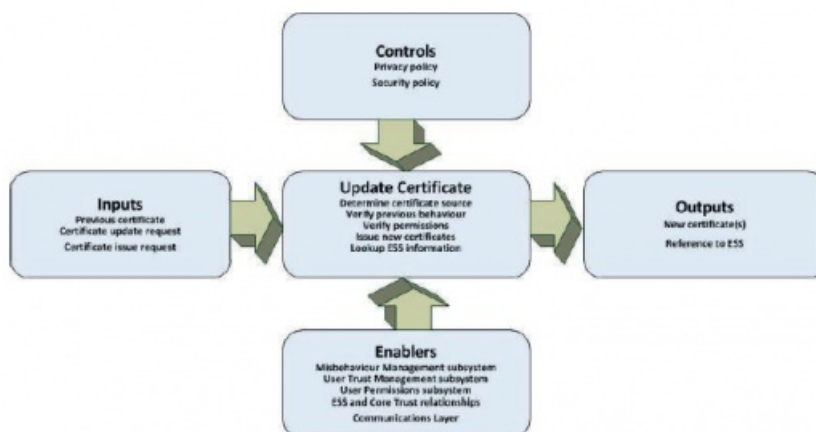 Controls
Privacy policy
Security policy
Inputs
Previous certificate
Certificate update request
Certificate issue request
Update Certificate
Determine certificate source
Verify previous behaviour
Verify permissions
Issue new certificates
Lookup ESS information
Outputs
New certificate(s)
Reference to ESS
Enablers
Misbehaviour Management subsystem
User Trust Management subsystem
User Permissions subsystem
ESS and Core Trust relationships
Communications Layer